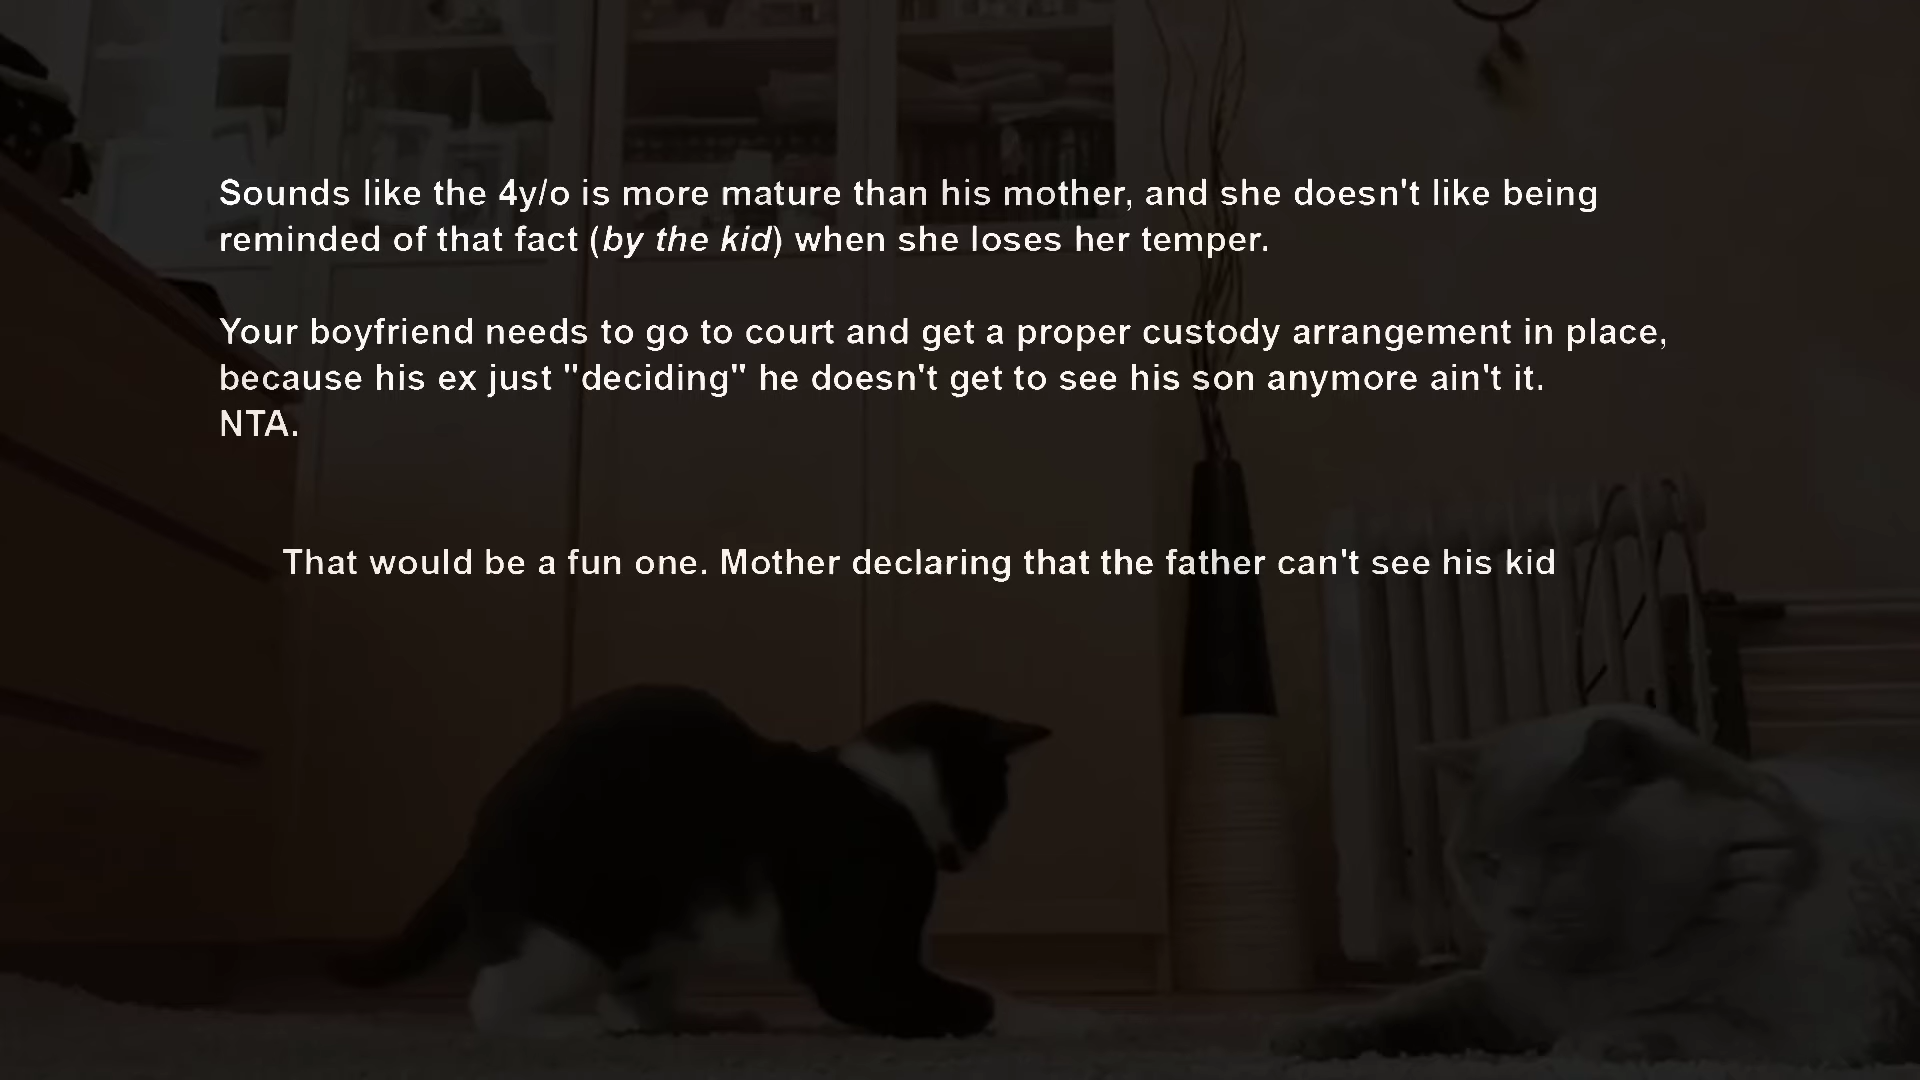 Sounds like the 4y/o is more mature than his mother, and she doesn't like being
reminded of that fact (by the kid) when she loses her temper.
Your boyfriend needs to go to court and get a proper custody arrangement in place,
because his ex just "deciding" he doesn't get to see his son anymore ain't it.
NTA.
That would be a fun one. Mother declaring that the father can't see his kid